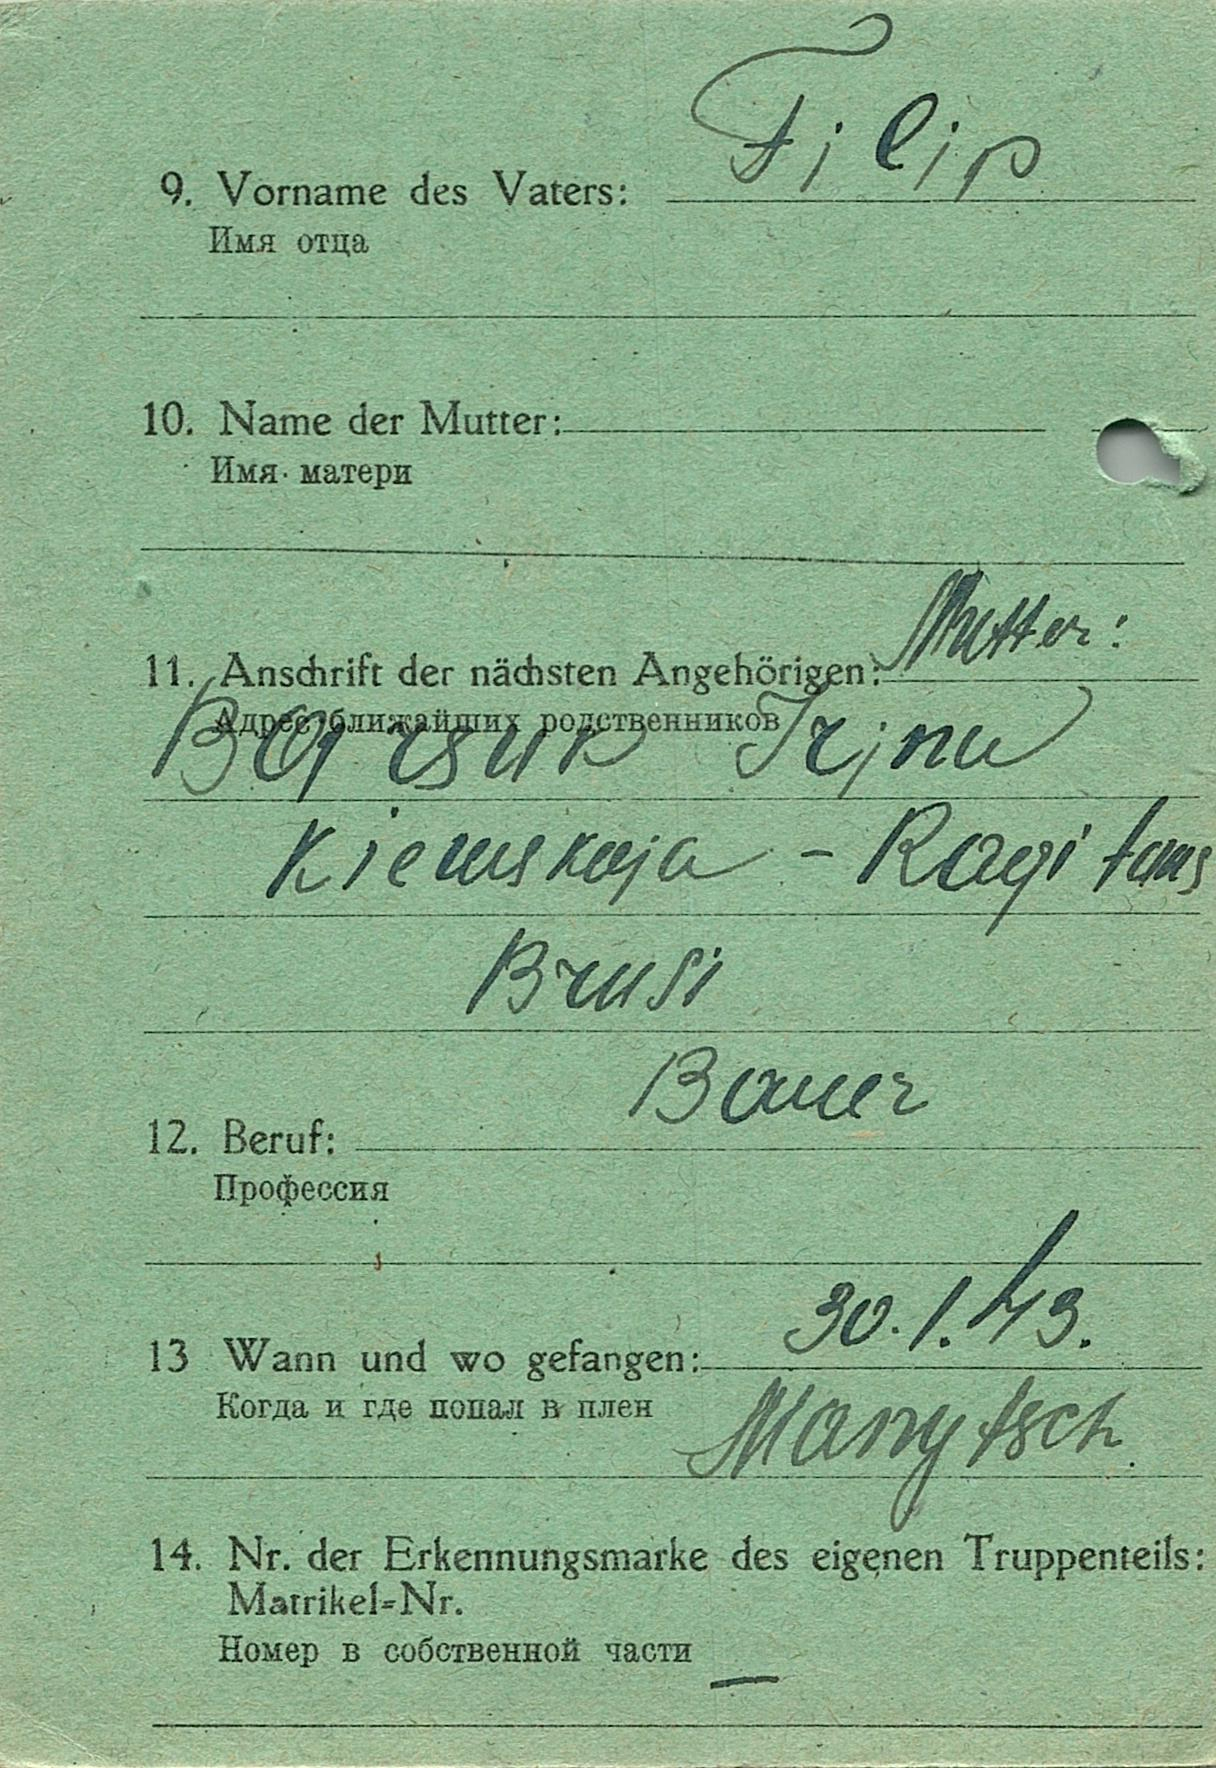 Filip
9. Vorname des Vaters:
Имя отца
10. Name der Mutter:
Имя матери
Mutter:
11. Anschrift der nächsten Angehörigen:
Адрес ближайших родственников
Barsuk Irjna
Kiewskaja - Ragitans
Brusi
Bauer
12. Beruf:
Профессия
30.1.43.
13 Wann und wo gefangen:
Когда и где попал в плен
Manytsch
14. Nr. der Erkennungsmarke des eigenen Truppenteils:
Matrikel-Nr.
Номер в собственной части
—